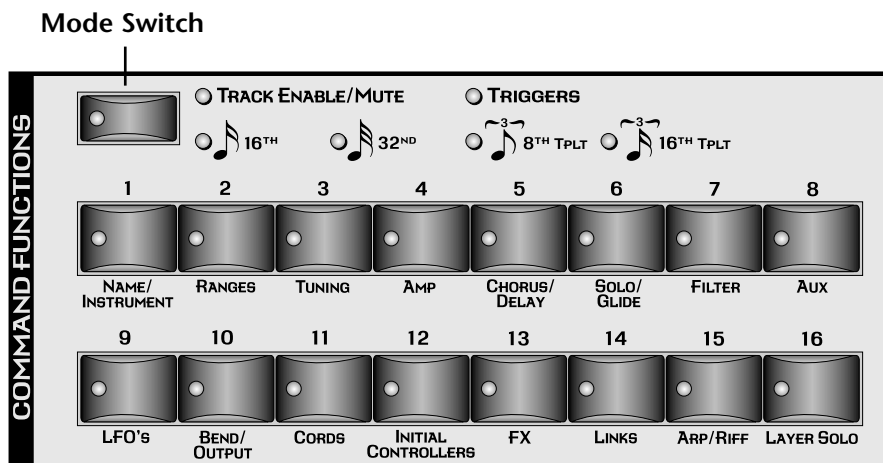 Mode Switch
COMMAND FUNCTIONS
TRACK ENABLE/MUTE TRIGGERS
16TH 32ND 3 8TH TPLT 3 16TH TPLT
1 2 3 4 5 6 7 8
NAME/ RANGES TUNING AMP CHORUS/ SOLO/ FILTER AUX
INSTRUMENT DELAY GLIDE
9 10 11 12 13 14 15 16
LFO'S BEND/ CORDS INITIAL FX LINKS ARP/RIFF LAYER SOLO
OUTPUT CONTROLLERS